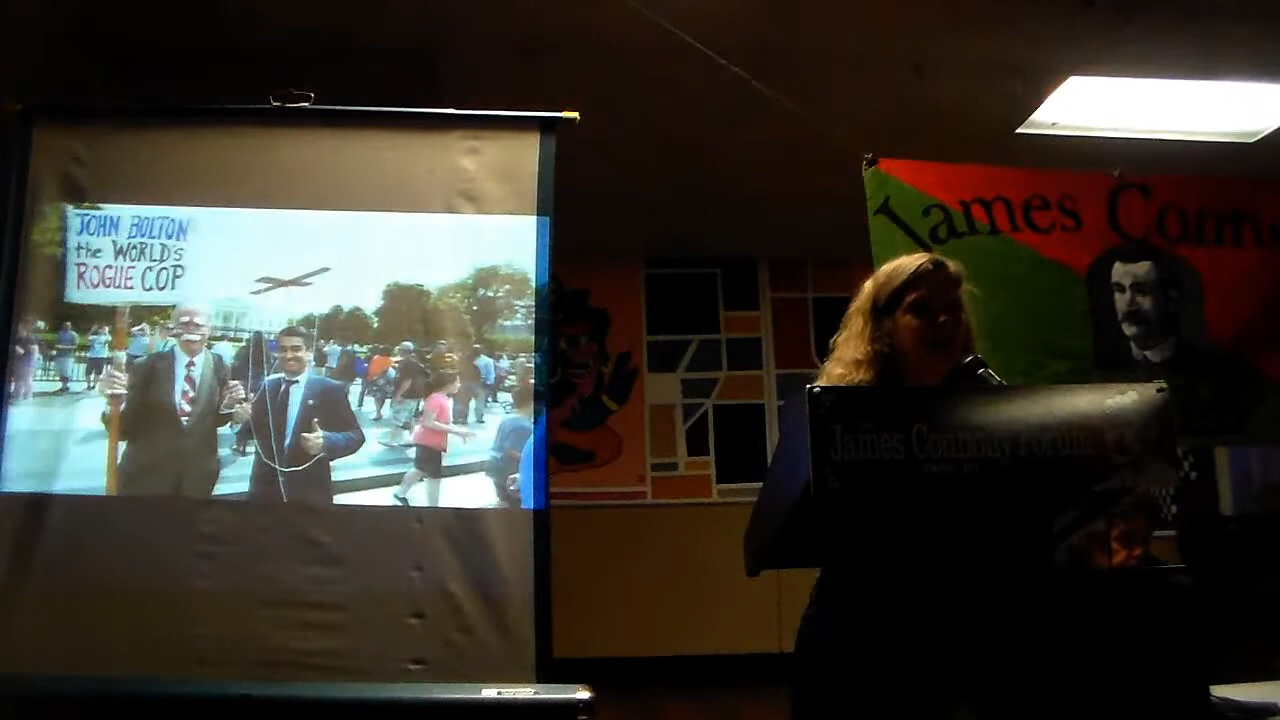 JOHN BOLTON
the WORLD's
ROGUE COP
James Conn
James Connolly Forum